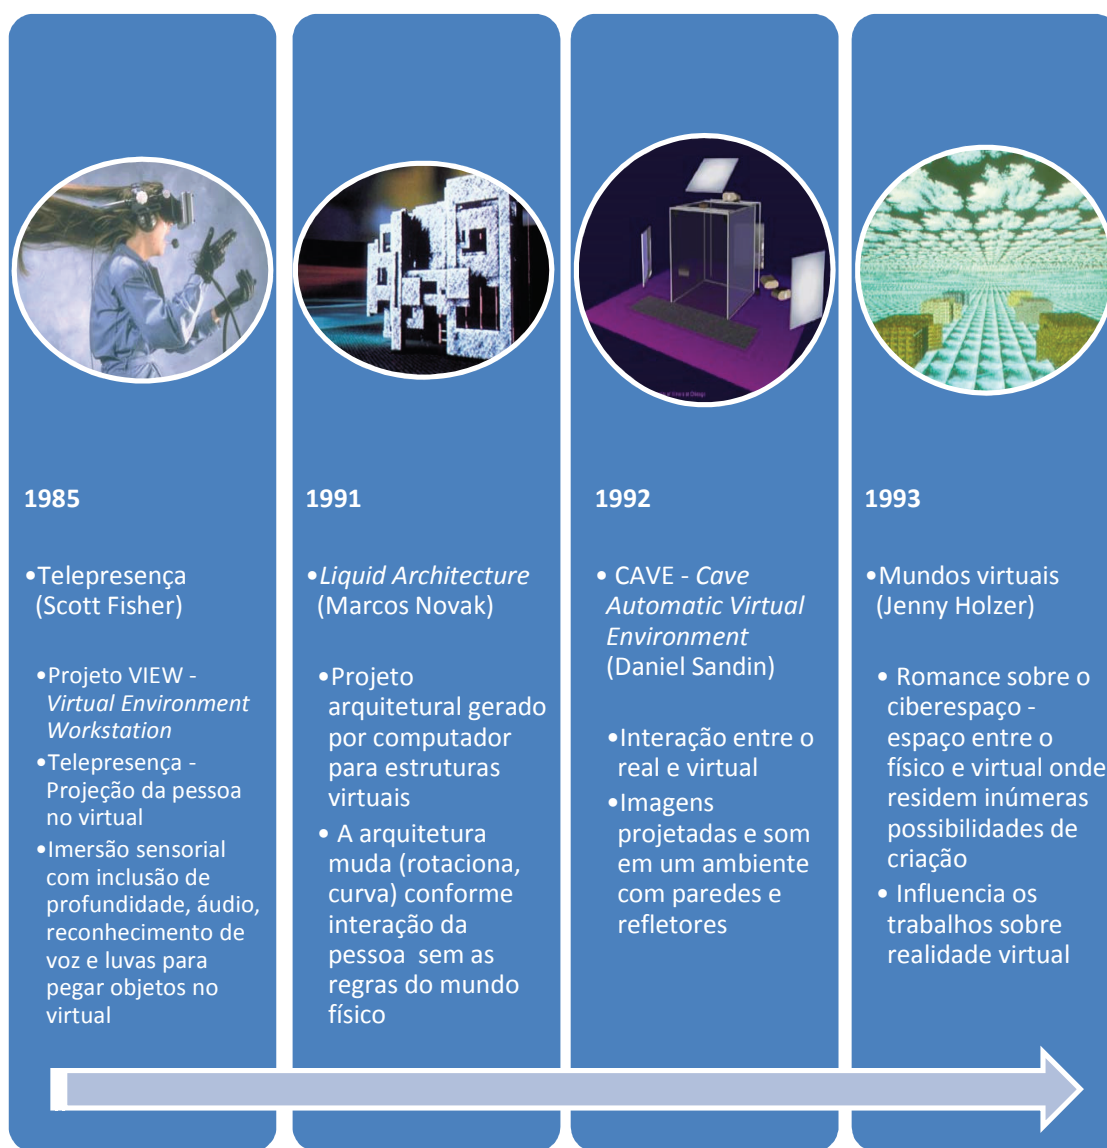 1985
•Telepresença
(Scott Fisher)
•Projeto VIEW -
Virtual Environment
Workstation
•Telepresença -
Projeção da pessoa
no virtual
•Imersão sensorial
com inclusão de
profundidade, áudio,
reconhecimento de
voz e luvas para
pegar objetos no
virtual
1991
•Liquid Architecture
(Marcos Novak)
•Projeto
arquitetural gerado
por computador
para estruturas
virtuais
• A arquitetura
muda (rotaciona,
curva) conforme
interação da
pessoa sem as
regras do mundo
físico
1992
• CAVE - Cave
Automatic Virtual
Environment
(Daniel Sandin)
•Interação entre o
real e virtual
•Imagens
projetadas e som
em um ambiente
com paredes e
refletores
1993
•Mundos virtuais
(Jenny Holzer)
• Romance sobre o
ciberespaço -
espaço entre o
físico e virtual onde
residem inúmeras
possibilidades de
criação
• Influencia os
trabalhos sobre
realidade virtual